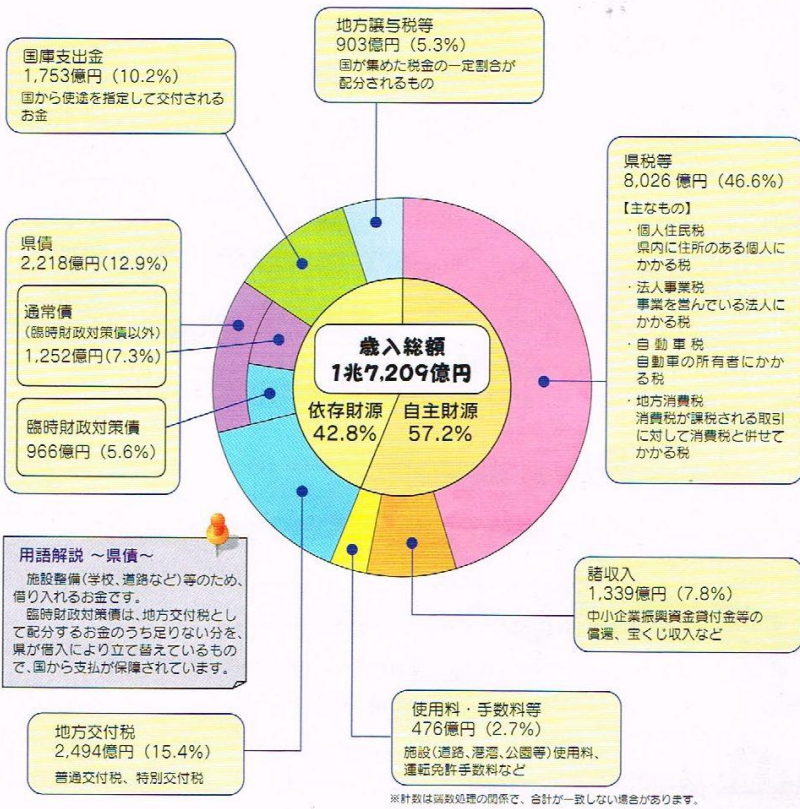 地方譲与税等
903億円(5.3%)
国が集めた税金の一定割合が
配分されるもの
国庫支出金
1,753億円(10.2%)
国から使途を指定して交付される
お金
県税等
8,026億円(46.6%)
【主なもの】
・個人住民税
県内に住所のある個人に
かかる税
・法人事業税
事業を営んでいる法人に
かかる税
・自動車税
自動車の所有者にかか
る税
・地方消費税
消費税が課税される取引
に対して消費税と併せて
かかる税
県債
2,218億円(12.9%)
通常債
(臨時財政対策債以外)
1,252億円(7.3%)
臨時財政対策債
966億円(5.6%)
歳入総額
1兆7,209億円
依存財源
42.8%
自主財源
57.2%
用語解説 ~県債~
施設整備(学校、道路など)等のため、
借り入れるお金です。
臨時財政対策債は、地方交付税とし
て配分するお金のうち足りない分を、
県が借入により立て替えているもの
で、国から支払が保障されています。
諸収入
1,339億円(7.8%)
中小企業振興資金貸付金等の
償還、宝くじ収入など
使用料・手数料等
476億円(2.7%)
施設(道路、港湾、公園等)使用料、
運転免許手数料など
地方交付税
2,494億円(15.4%)
普通交付税、特別交付税
※計数は端数処理の関係で、合計が一致しない場合があります。